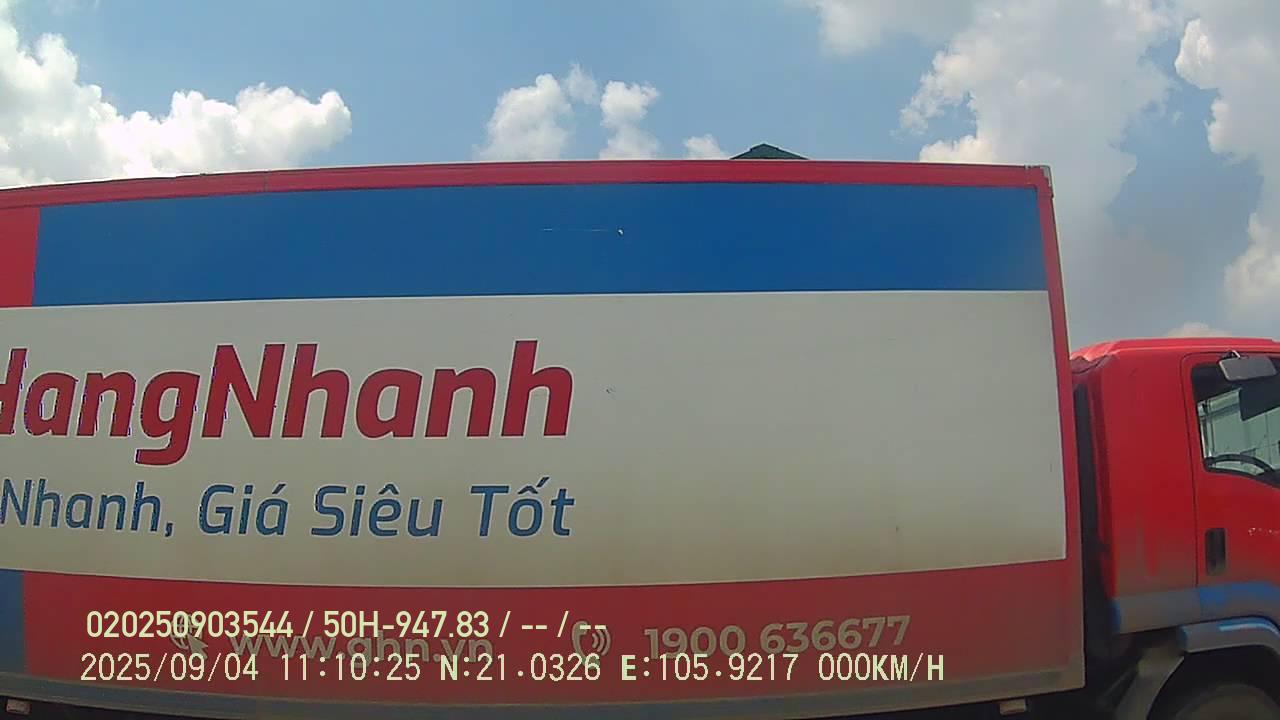 HangNhanh
Nhanh, Giá Siêu Tốt
www.ghn.vn 1900 636677
020250903544 / 50H-947.83 / -- / --
2025/09/04 11:10:25 N:21.0326 E:105.9217 000KM/H